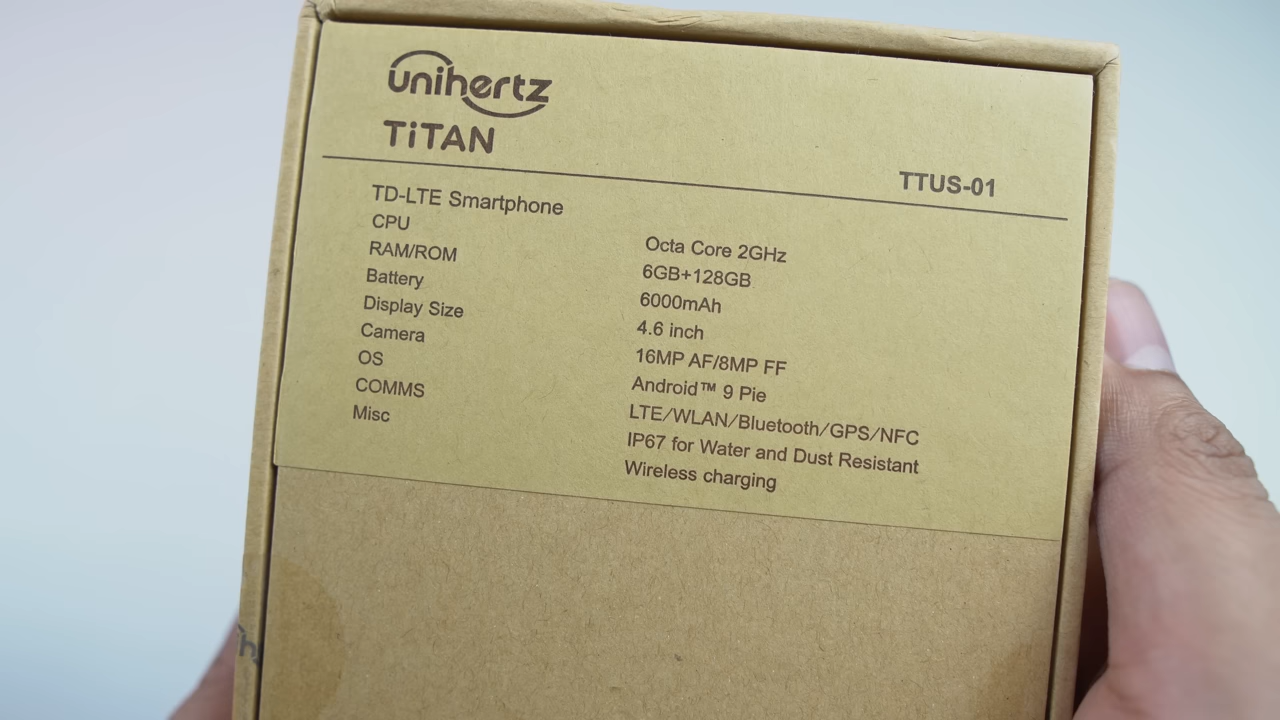 unihertz
TiTAN
TTUS-01
TD-LTE Smartphone
CPU Octa Core 2GHz
RAM/ROM 6GB+128GB
Battery 6000mAh
Display Size 4.6 inch
Camera 16MP AF/8MP FF
OS Android™ 9 Pie
COMMS LTE/WLAN/Bluetooth/GPS/NFC
Misc IP67 for Water and Dust Resistant
Wireless charging